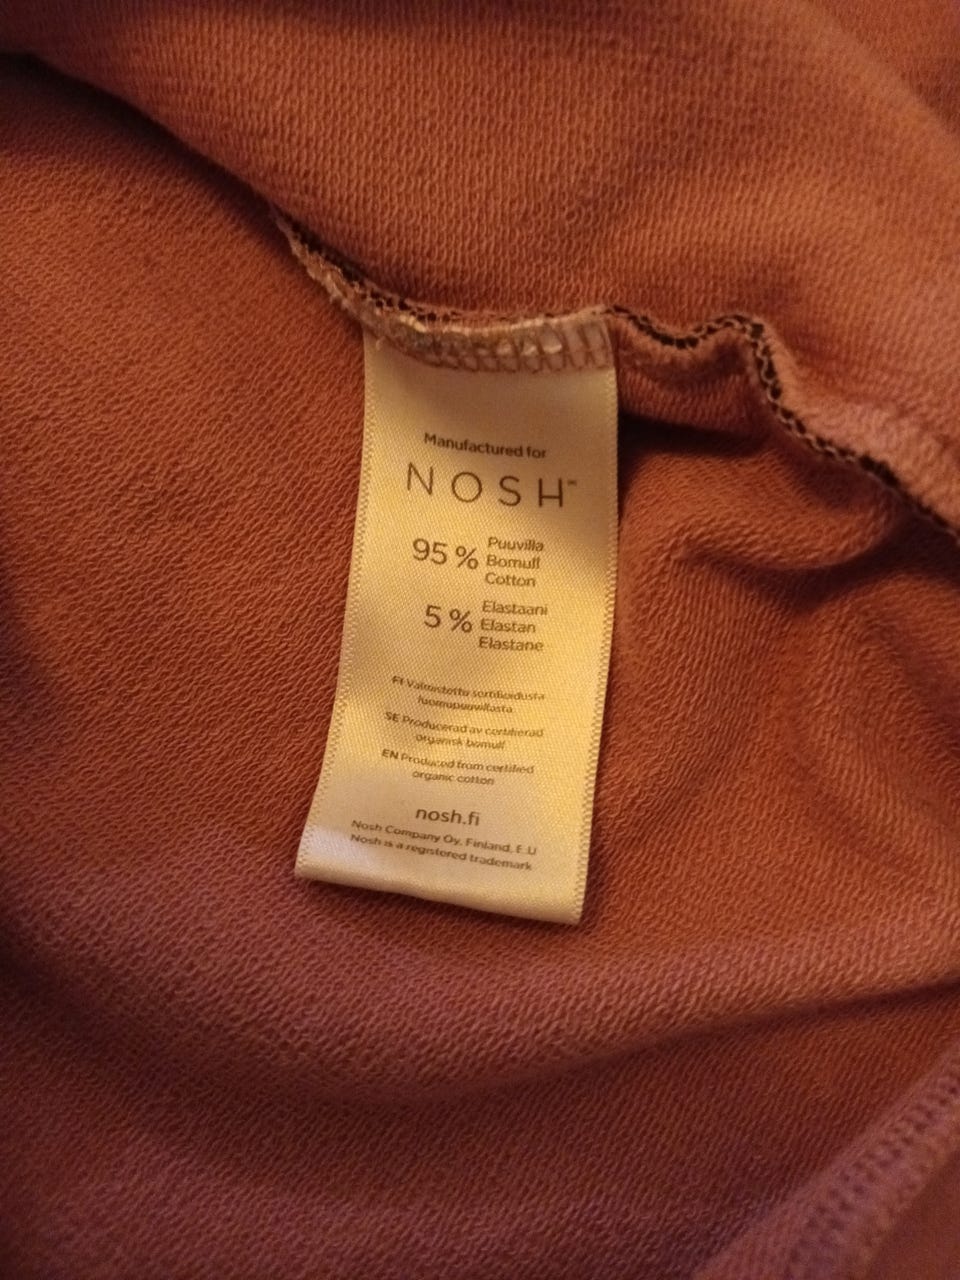 Manufactured for
NOSH™
95 % Puuvilla
Bomull
Cotton
5 % Elastaani
Elastan
Elastane
FI Valmistettu sertifioidusta
luomupuuvillasta
SE Producerad av certifierad
organisk bomull
EN Produced from certified
organic cotton
nosh.fi
Nosh Company Oy, Finland, E.U
Nosh is a registered trademark